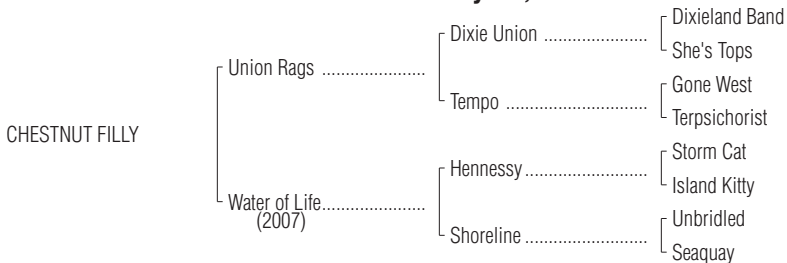 Dixieland Band
Dixie Union ......................
She's Tops
Union Rags ......................
Gone West
Tempo ..............................
Terpsichorist
CHESTNUT FILLY
Storm Cat
Hennessy..........................
Island Kitty
Water of Life......................
(2007)
Unbridled
Shoreline ..........................
Seaquay